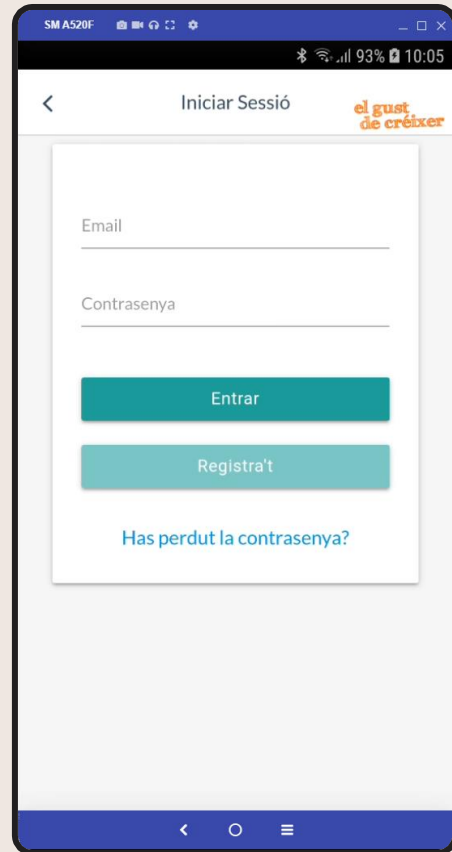 SM A520F
93% 10:05
Iniciar Sessió
el gust
de créixer
Email
Contrasenya
Entrar
Registra't
Has perdut la contrasenya?